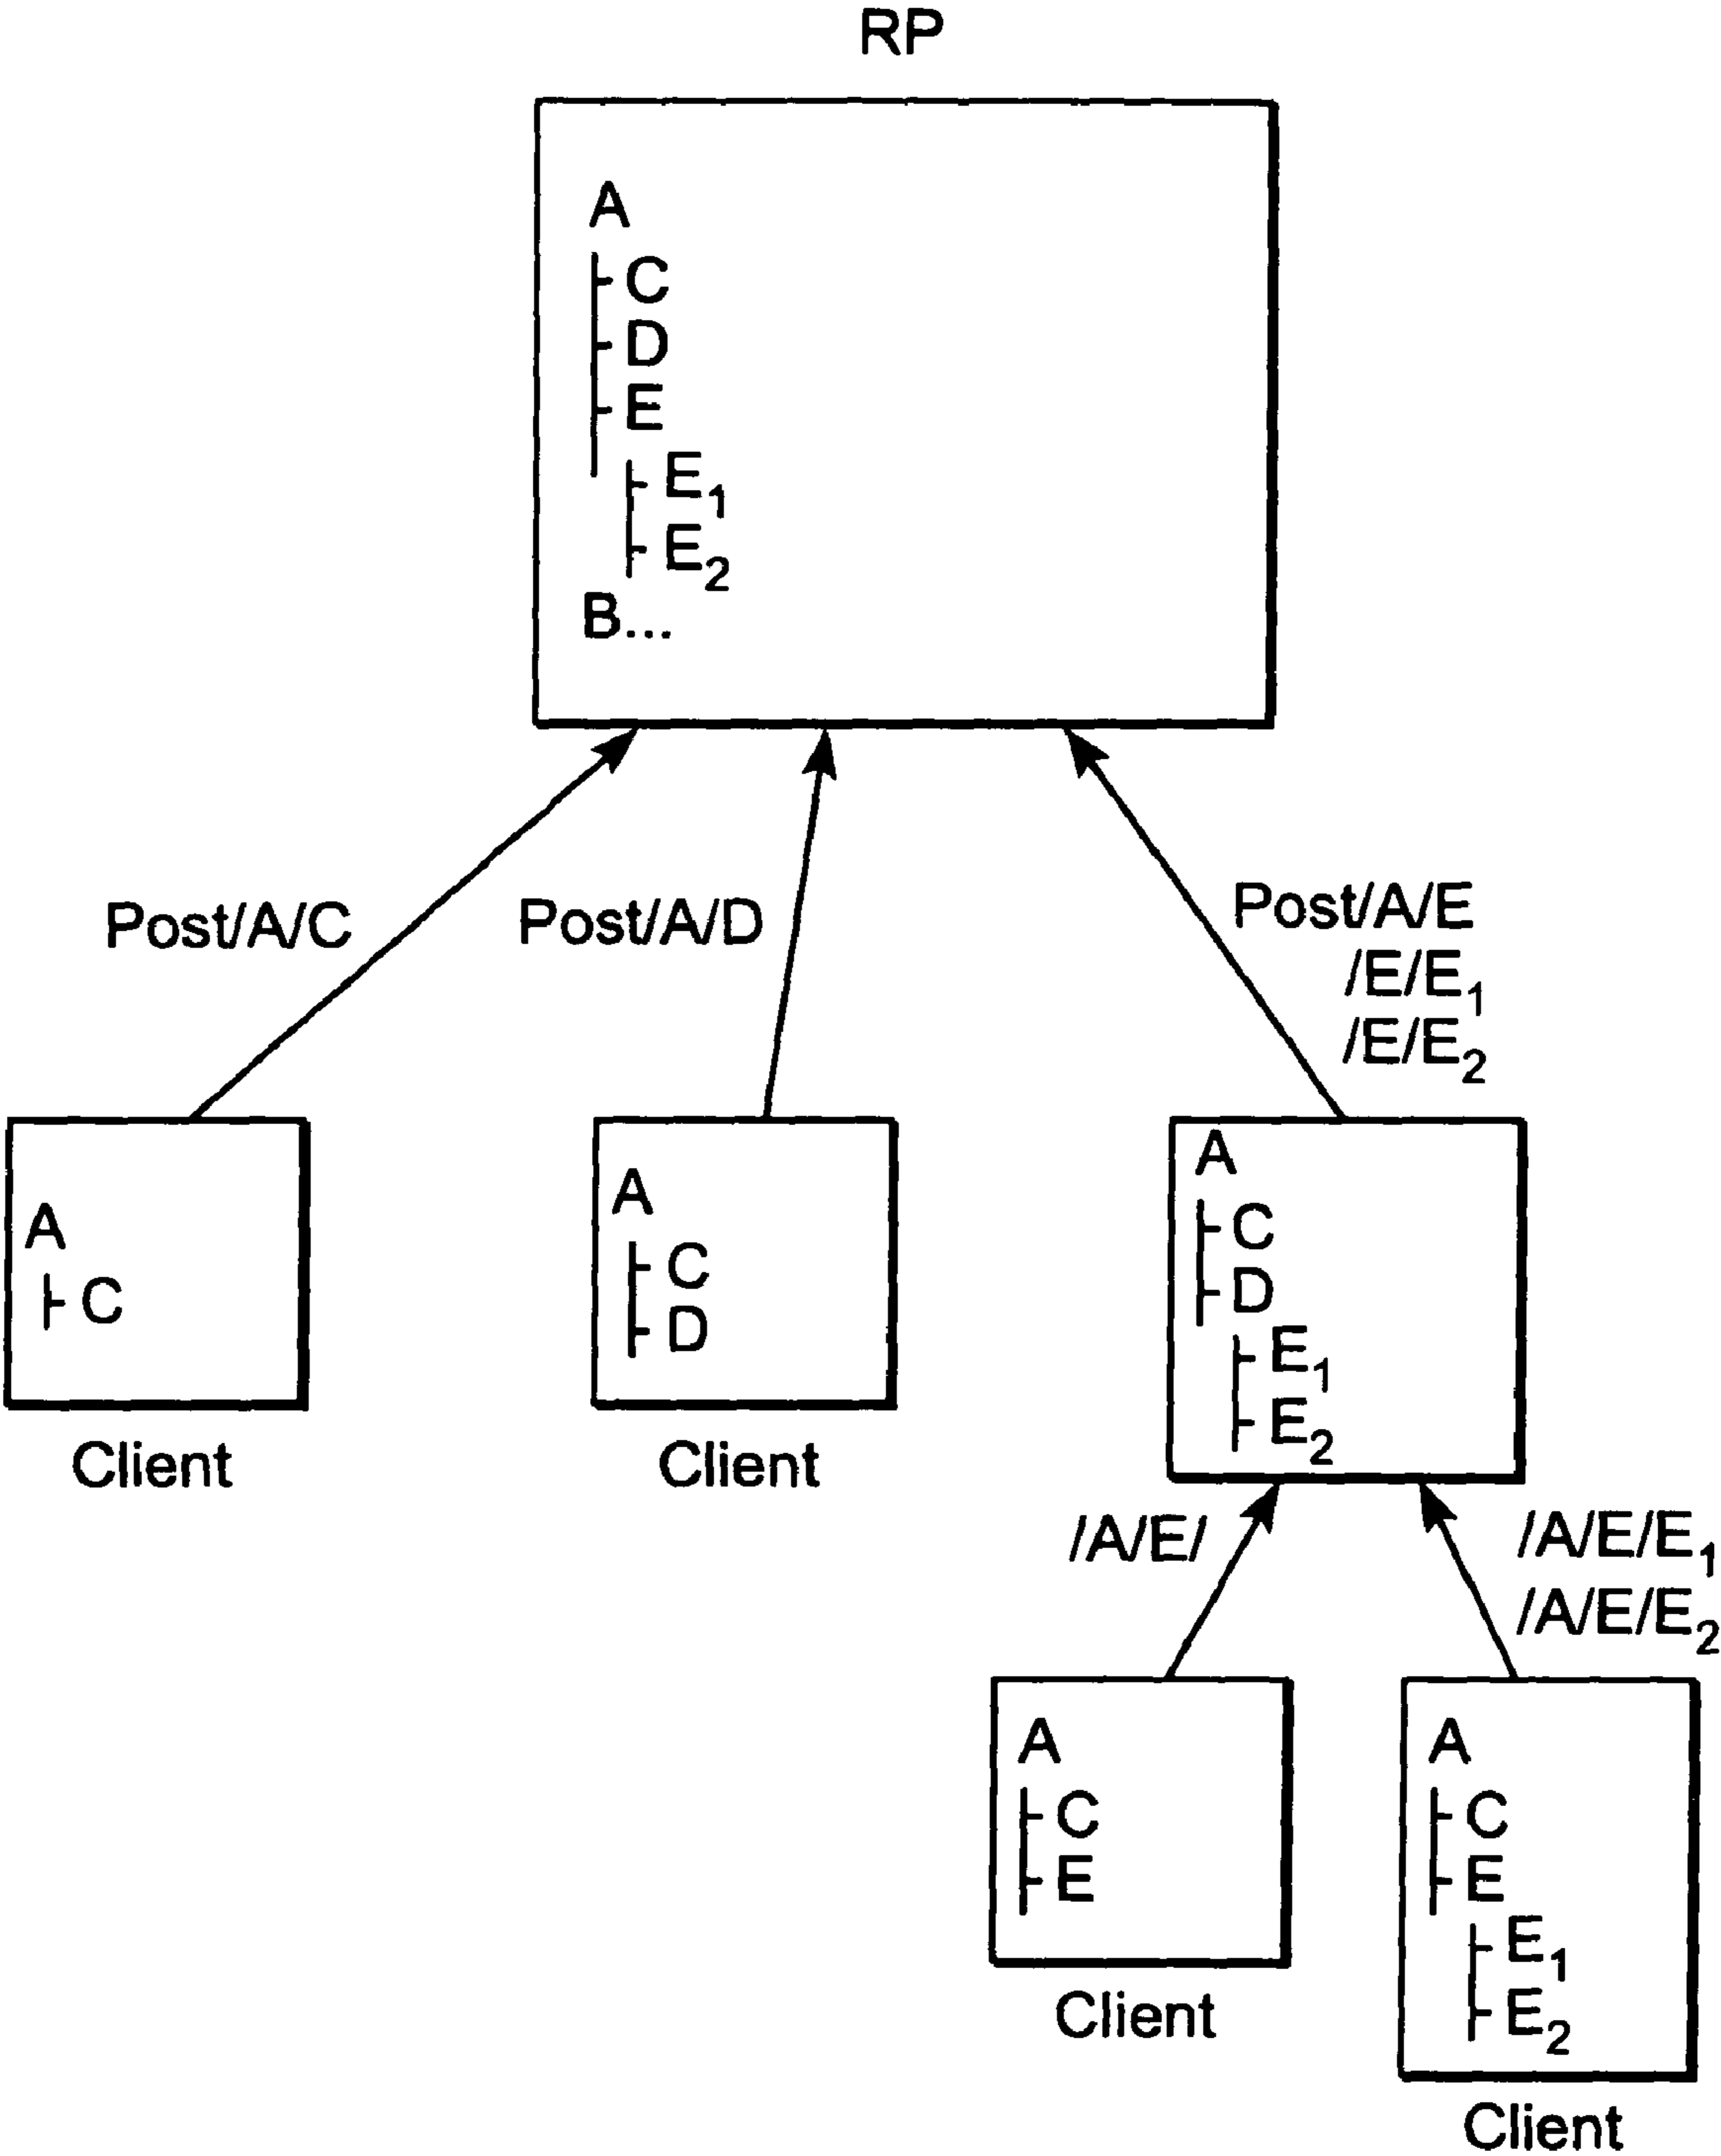 RP
A
C
D
E
E1
E2
B...
Post/A/C
Post/A/D
Post/A/E
/E/E1
/E/E2
A
C
Client
A
C
D
Client
A
C
D
E1
E2
/A/E/
/A/E/E1
/A/E/E2
A
C
E
Client
A
C
E
E1
E2
Client